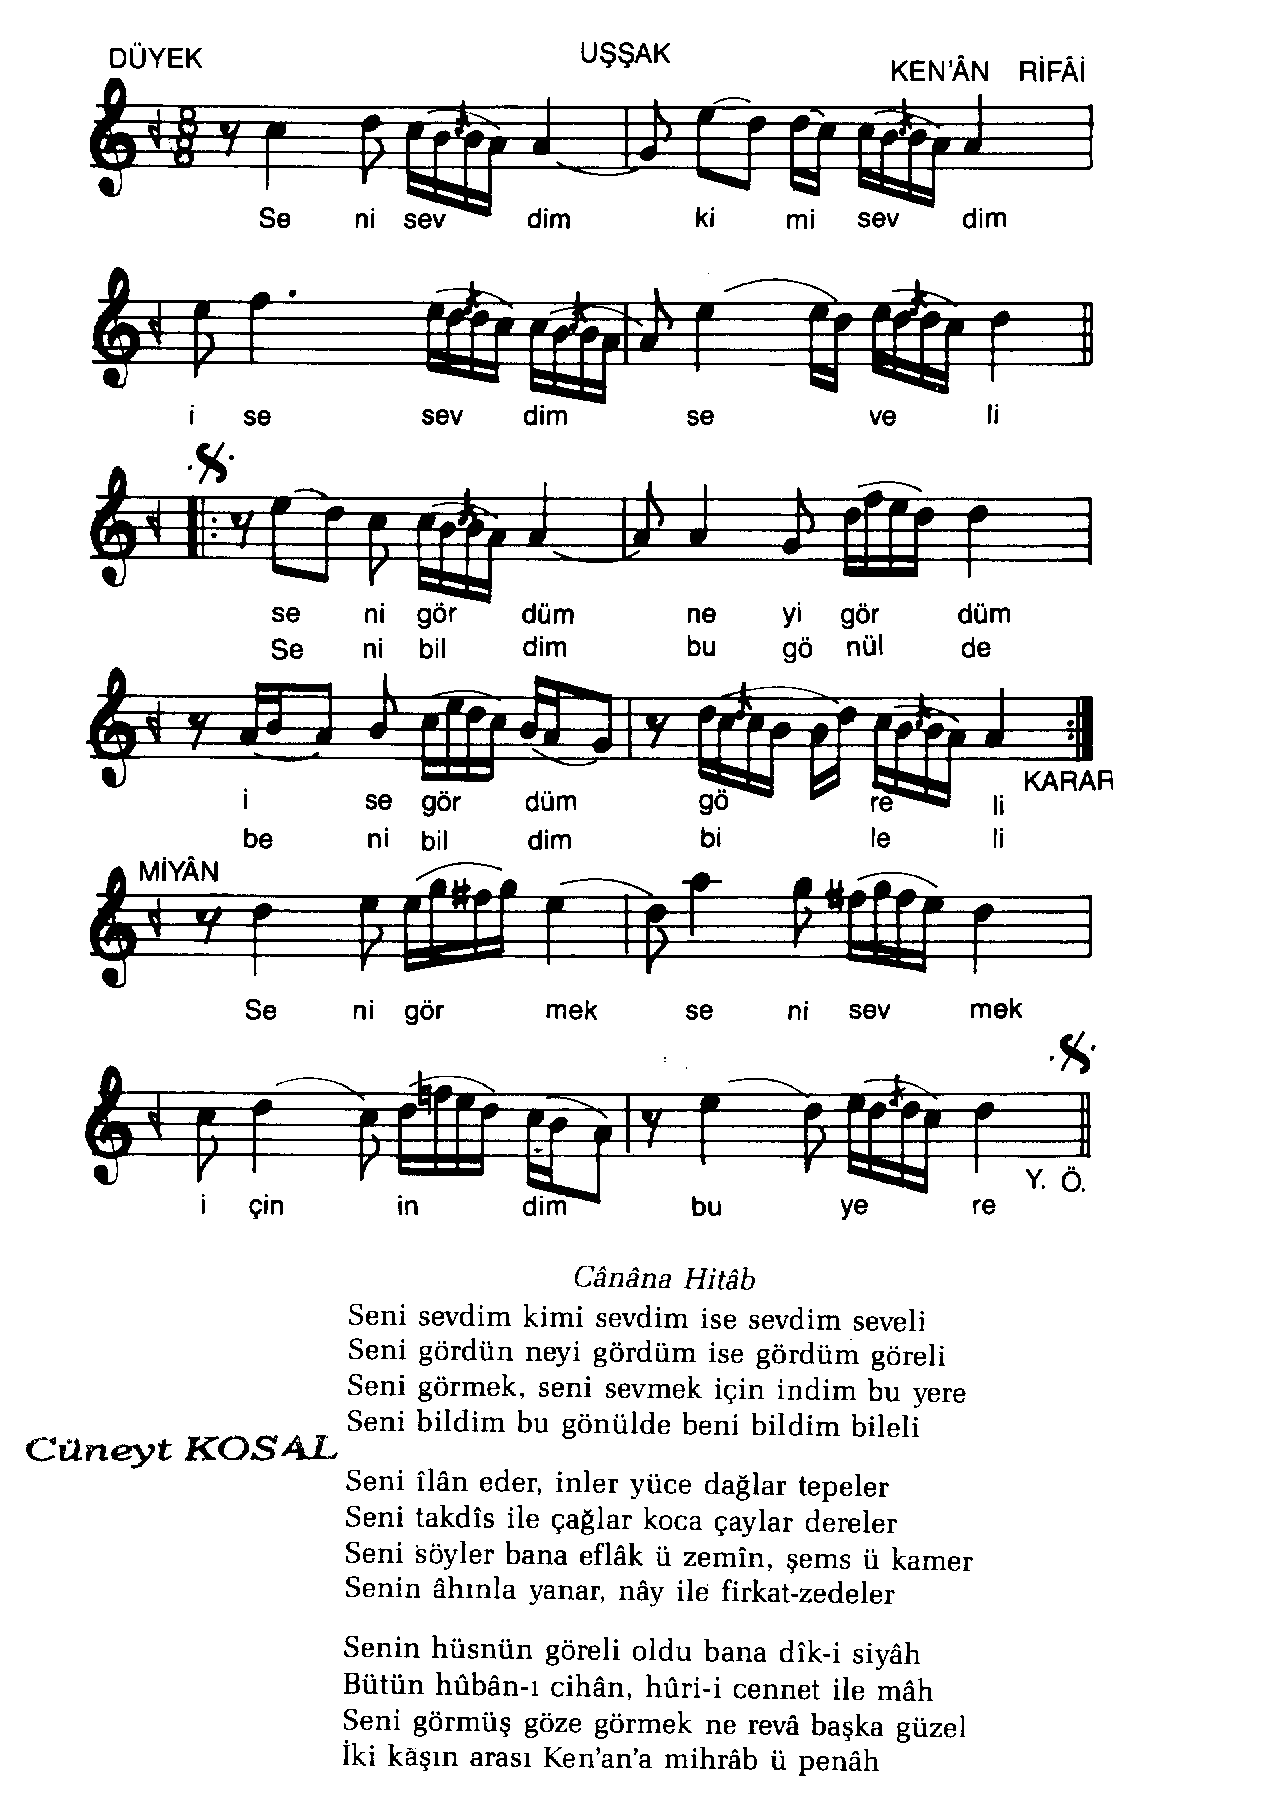 DÜYEK UŞŞAK KEN'ÂN RİFÂİ
Se ni sev dim ki mi sev dim
i se sev dim se ve li
se ni gör düm ne yi gör düm
Se ni bil dim bu gö nül de
i se gör düm gö re li
KARAR
be ni bil dim bi le li
MİYÂN
Se ni gör mek se ni sev mek
Y. Ö.
i çin in dim bu ye re
Cânâna Hitâb
Seni sevdim kimi sevdim ise sevdim seveli
Seni gördün neyi gördüm ise gördüm göreli
Seni görmek, seni sevmek için indim bu yere
Seni bildim bu gönülde beni bildim bileli
Cüneyt KOSAL
Seni îlân eder, inler yüce dağlar tepeler
Seni takdîs ile çağlar koca çaylar dereler
Seni söyler bana eflâk ü zemîn, şems ü kamer
Senin âhınla yanar, nây ile firkat-zedeler
Senin hüsnün göreli oldu bana dîk-i siyâh
Bütün hûbân-ı cihân, hûri-i cennet ile mâh
Seni görmüş göze görmek ne revâ başka güzel
İki kaşın arası Ken'an'a mihrâb ü penâh